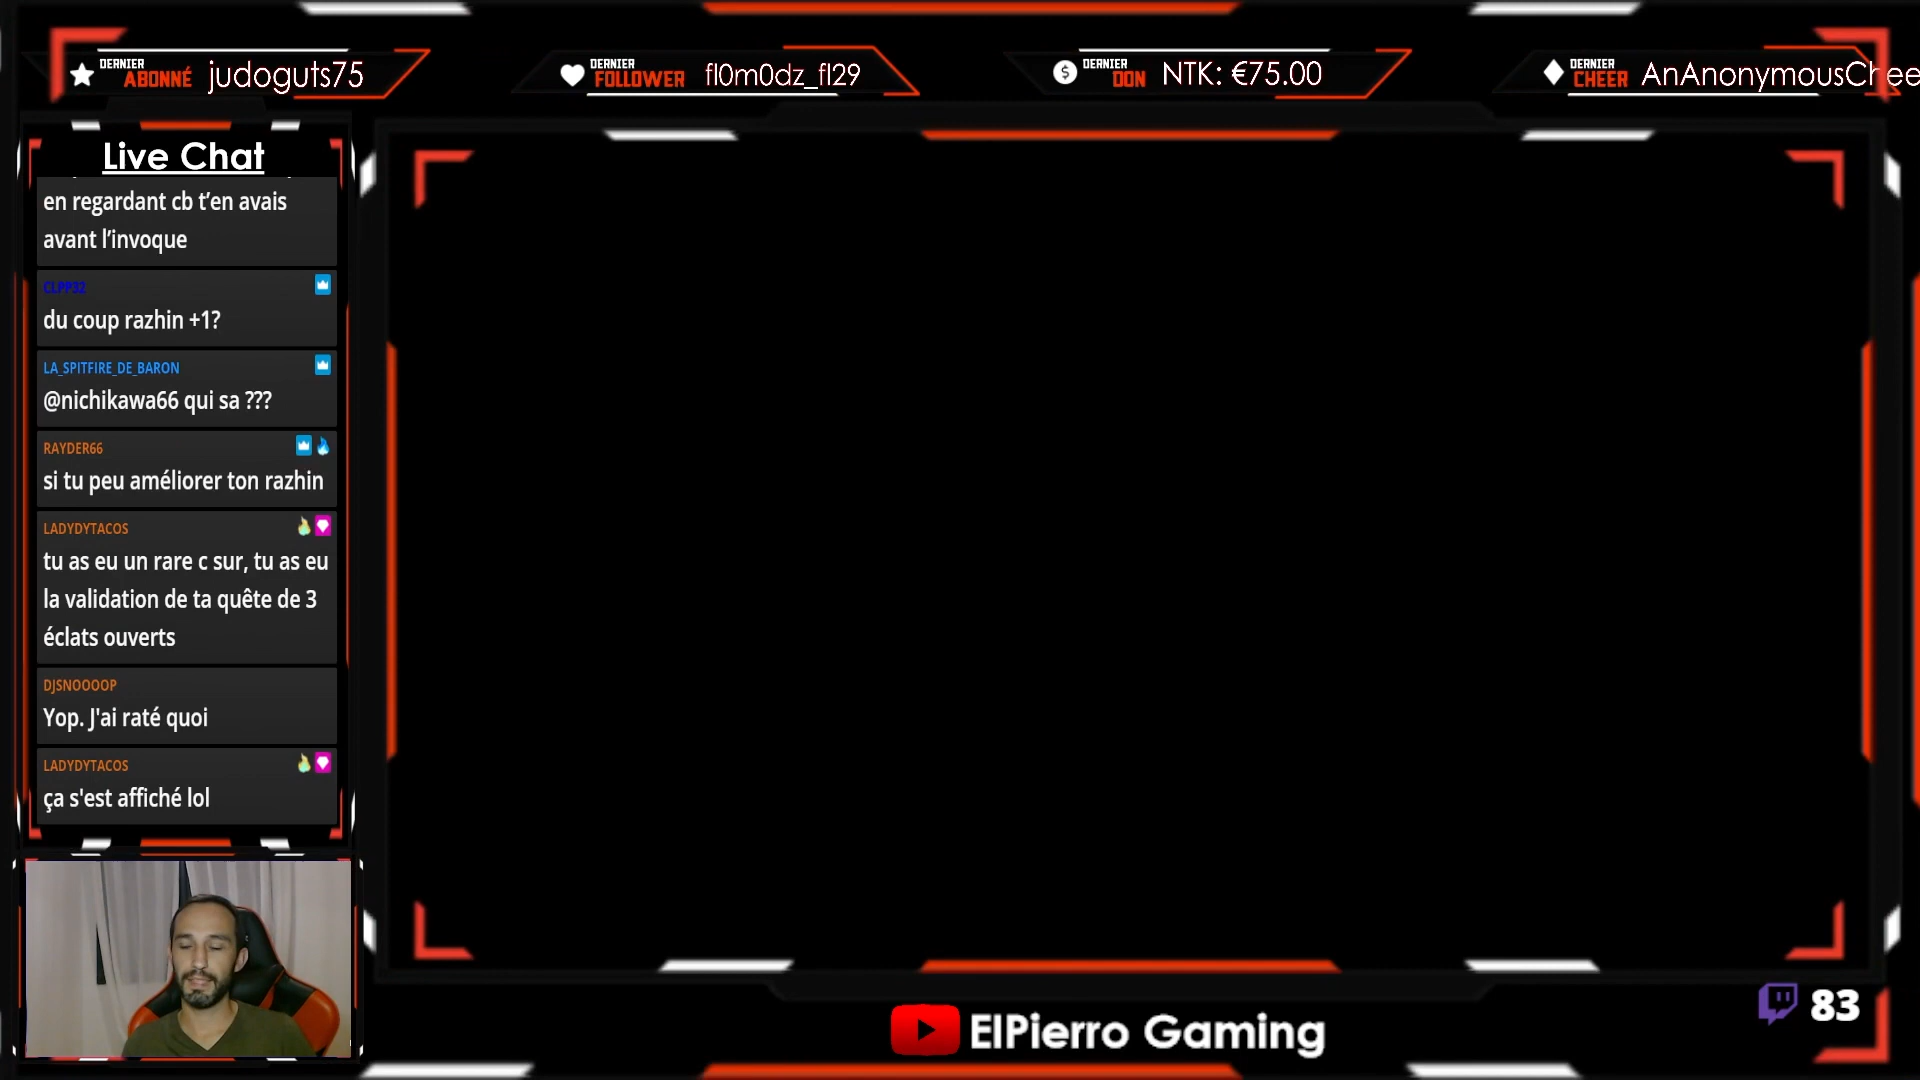 DERNIER
ABONNÉ
judoguts75
DERNIER
FOLLOWER
fl0m0dz_fl29
DERNIER
DON
NTK: €75.00
DERNIER
CHEER
AnAnonymousChee
Live Chat
en regardant cb t’en avais
avant l’invoque
CLPP32
du coup razhin +1?
LA_SPITFIRE_DE_BARON
@nichikawa66 qui sa ???
RAYDER66
si tu peu améliorer ton razhin
LADYDYTACOS
tu as eu un rare c sur, tu as eu
la validation de ta quête de 3
éclats ouverts
DJSNOOOOP
Yop. J'ai raté quoi
LADYDYTACOS
ça s'est affiché lol
ElPierro Gaming
83